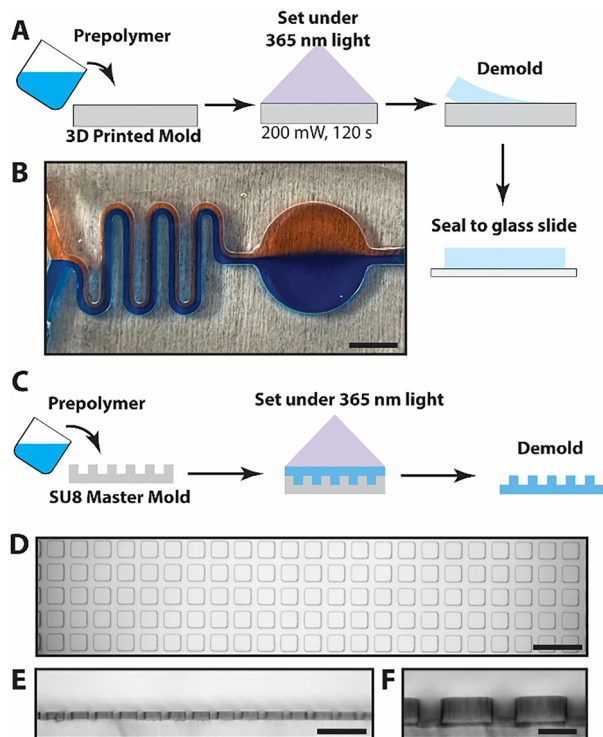 A
Prepolymer
3D Printed Mold
Set under
365 nm light
200 mW, 120 s
Demold
Seal to glass slide
B
C
Prepolymer
SU8 Master Mold
Set under 365 nm light
Demold
D
E
F